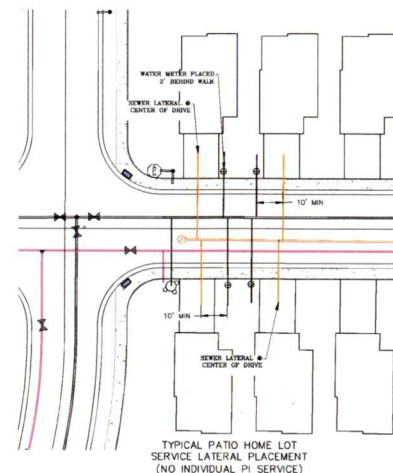 WATER METER PLACED
2' BEHIND WALK
SEWER LATERAL @
CENTER OF DRIVE
10' MIN
10' MIN
SEWER LATERAL @
CENTER OF DRIVE
TYPICAL PATIO HOME LOT
SERVICE LATERAL PLACEMENT
(NO INDIVIDUAL PI SERVICE)